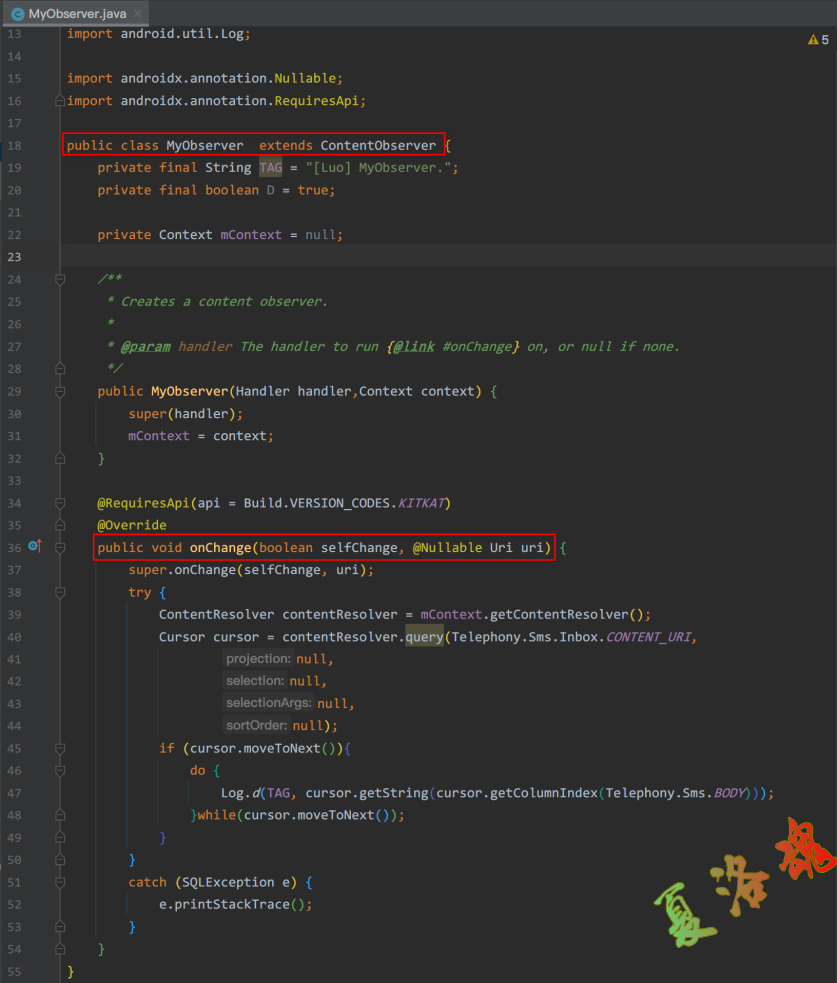 MyObserver.java
5
13 import android.util.Log;
14
15 import androidx.annotation.Nullable;
16 import androidx.annotation.RequiresApi;
17
18 public class MyObserver  extends ContentObserver {
19     private final String TAG = "[Luo] MyObserver.";
20     private final boolean D = true;
21
22     private Context mContext = null;
23
24     /**
25      * Creates a content observer.
26      *
27      * @param handler The handler to run {@link #onChange} on, or null if none.
28      */
29     public MyObserver(Handler handler,Context context) {
30         super(handler);
31         mContext = context;
32     }
33
34     @RequiresApi(api = Build.VERSION_CODES.KITKAT)
35     @Override
36     public void onChange(boolean selfChange, @Nullable Uri uri) {
37         super.onChange(selfChange, uri);
38         try {
39             ContentResolver contentResolver = mContext.getContentResolver();
40             Cursor cursor = contentResolver.query(Telephony.Sms.Inbox.CONTENT_URI,
41                     projection: null,
42                     selection: null,
43                     selectionArgs: null,
44                     sortOrder: null);
45             if (cursor.moveToNext()){
46                 do {
47                     Log.d(TAG, cursor.getString(cursor.getColumnIndex(Telephony.Sms.BODY)));
48                 }while(cursor.moveToNext());
49             }
50         }
51         catch (SQLException e) {
52             e.printStackTrace();
53         }
54     }
55 }
夏洛魂